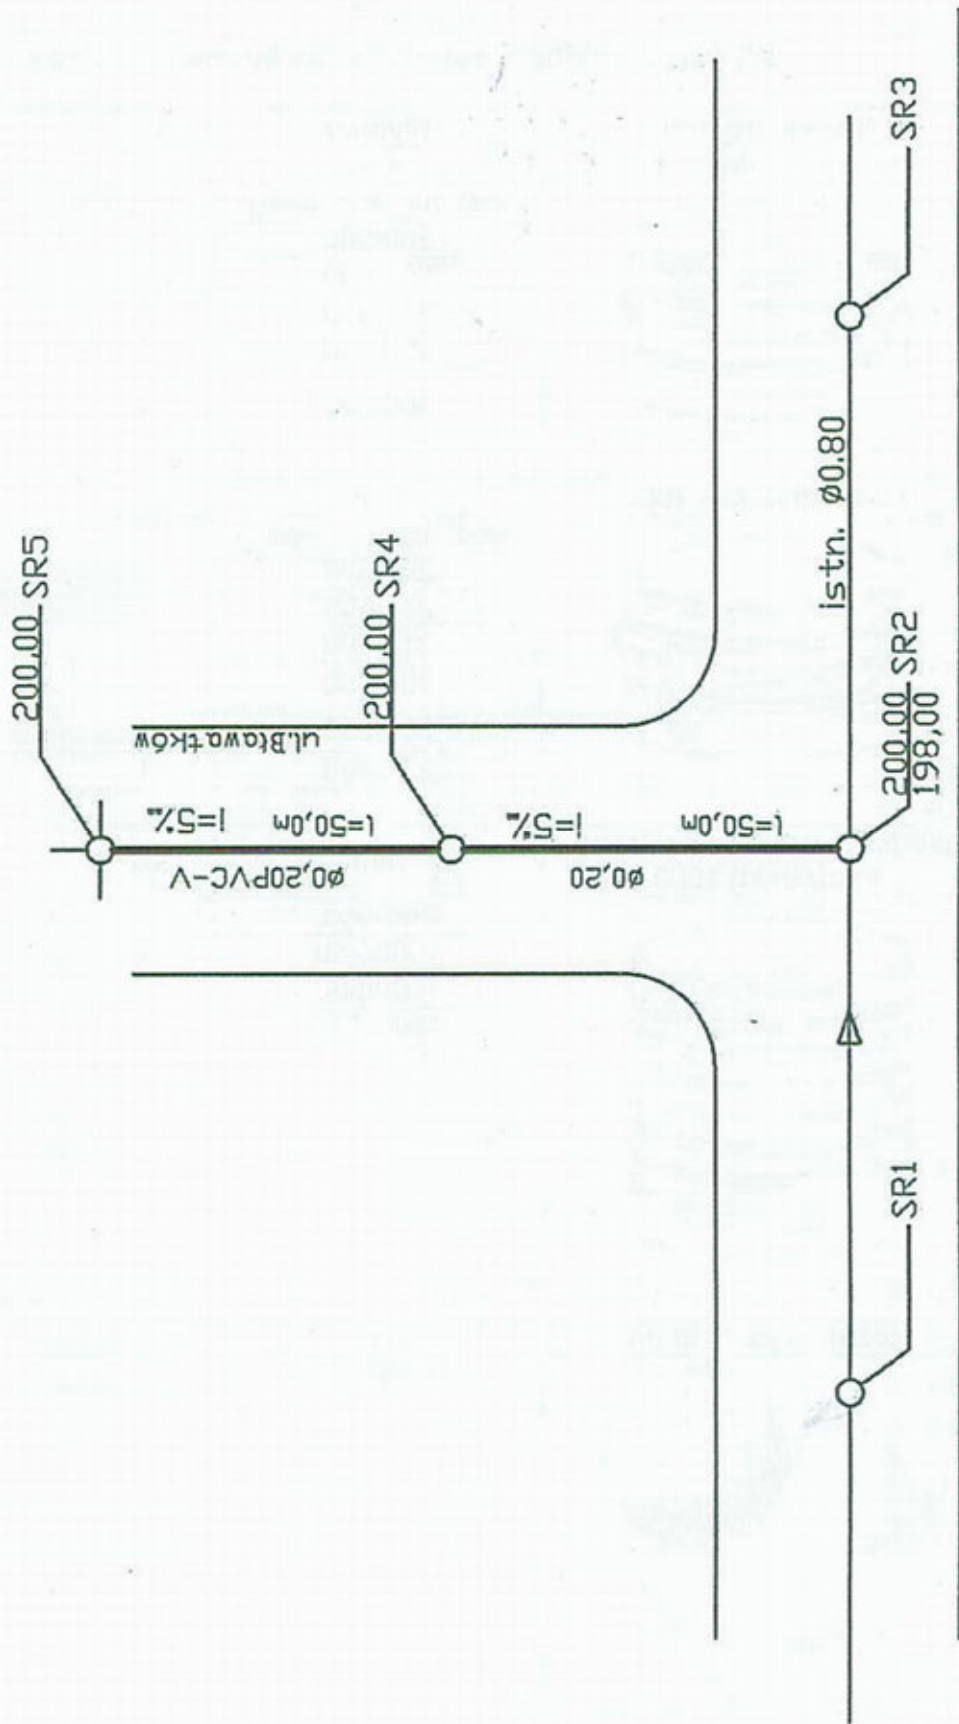 200,00 SR5
ul.Bławatków
i=5‰
l=50,0m
ø0,20PVC-V
200,00 SR4
i=5‰
l=50,0m
ø0,20
istn. ø0.80
SR3
200,00 SR2
198,00
SR1